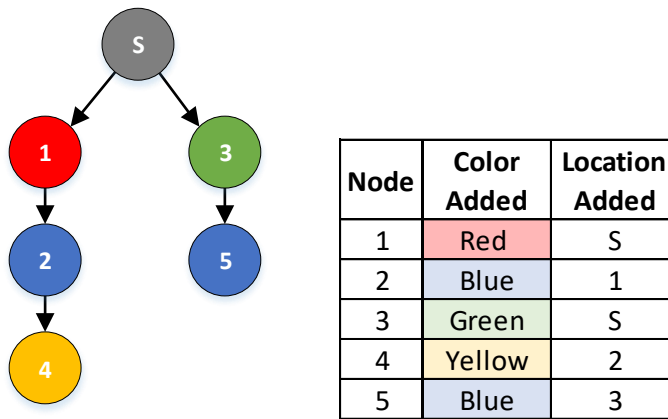 S
1 3
2 5
4
Node Color Added Location Added
1 Red S
2 Blue 1
3 Green S
4 Yellow 2
5 Blue 3